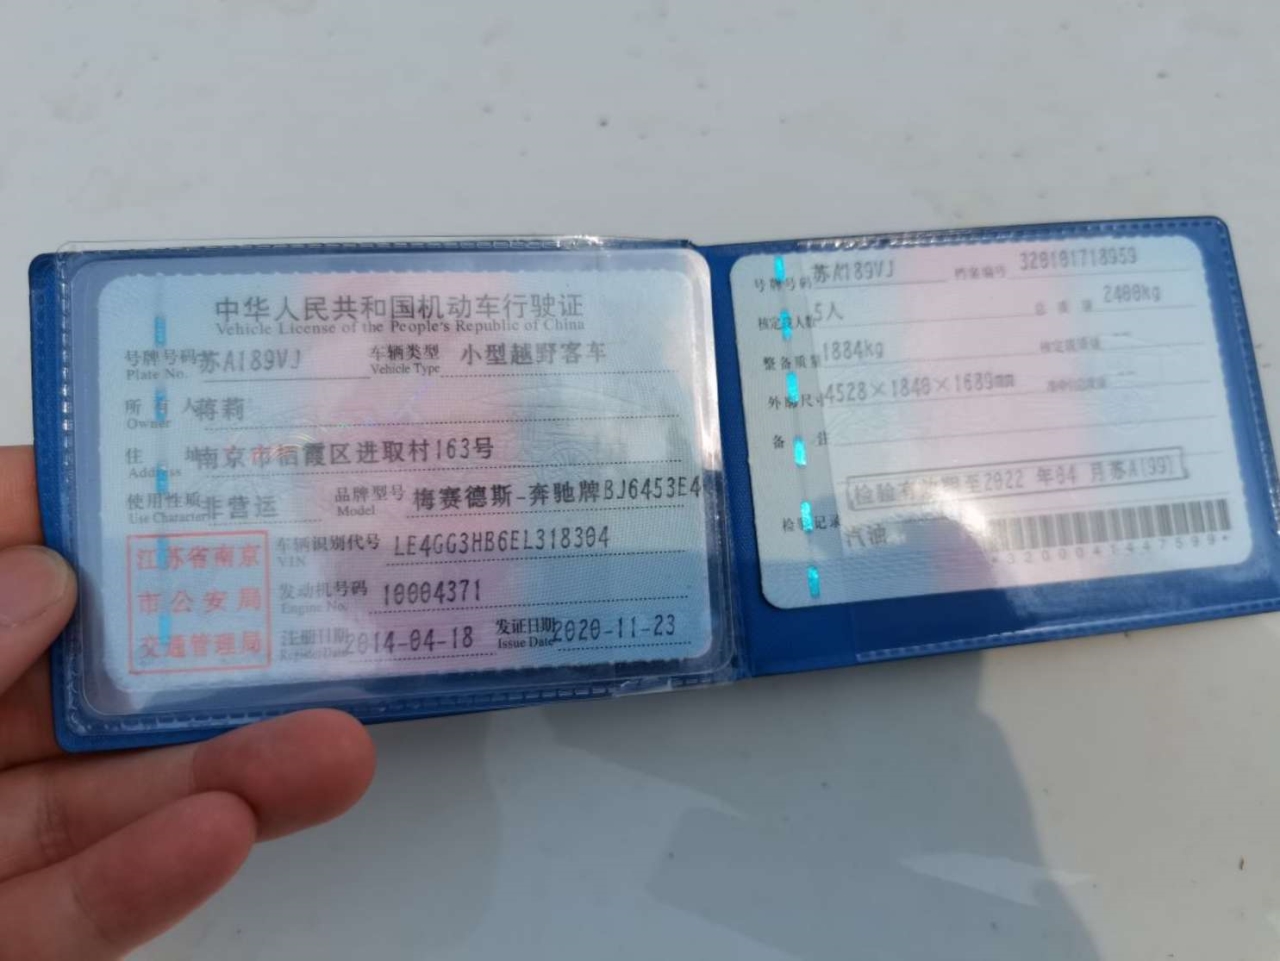 中华人民共和国机动车行驶证
Vehicle License of the People's Republic of China
号牌号码 苏A189VJ 车辆类型 小型越野客车
Plate No. Vehicle Type
所有人 蒋莉
Owner
住址 南京市栖霞区进取村163号
Address
使用性质 非营运 品牌型号 梅赛德斯-奔驰牌BJ6453E4
Use Character Model
江苏省南京
市公安局
交通管理局
车辆识别代号 LE4GG3HB6EL318304
VIN
发动机号码 10004371
Engine No.
注册日期 2014-04-18 发证日期 2020-11-23
Register Date Issue Date
号牌号码 苏A189VJ 档案编号 320101718959
核定载人数 5人 总质量 2400kg
整备质量 1884kg 核定载质量 --
外廓尺寸 4528×1840×1689mm --
备注
检验有效期至2022年04月苏A(99)
检验记录 汽油
*3200041447699*